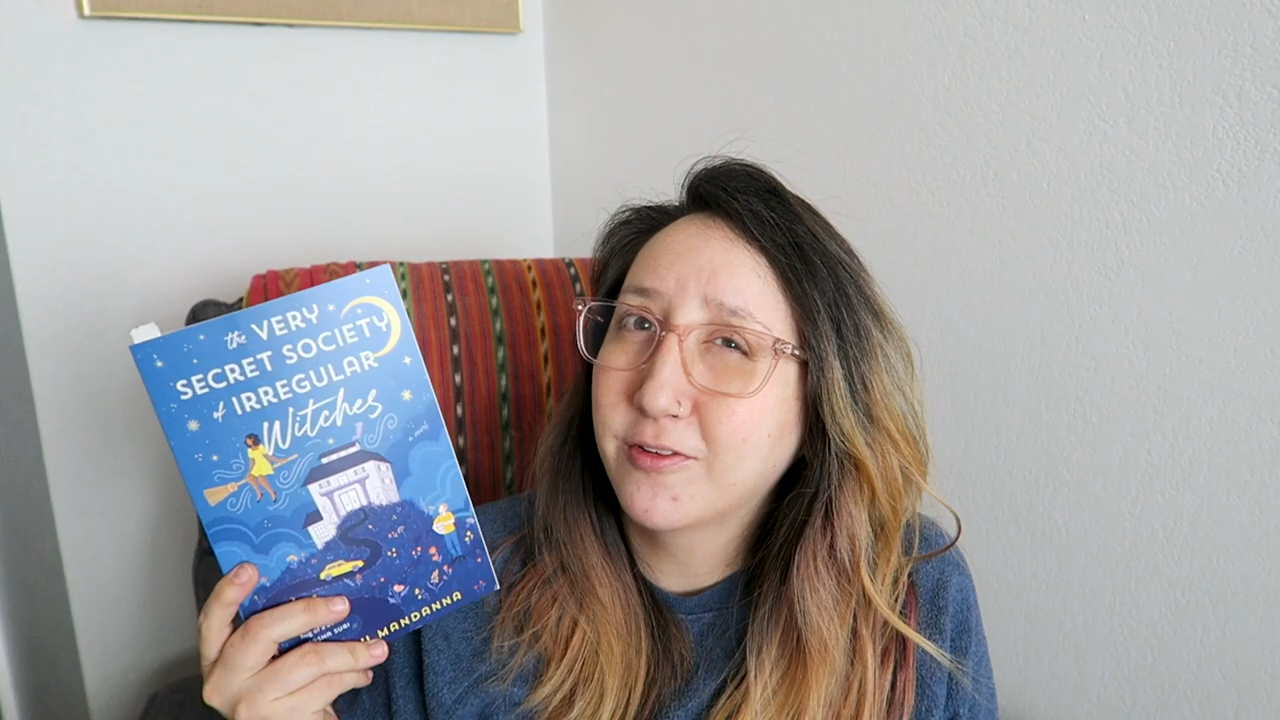 the VERY
SECRET SOCIETY
of IRREGULAR
Witches
a novel
MANDANNA